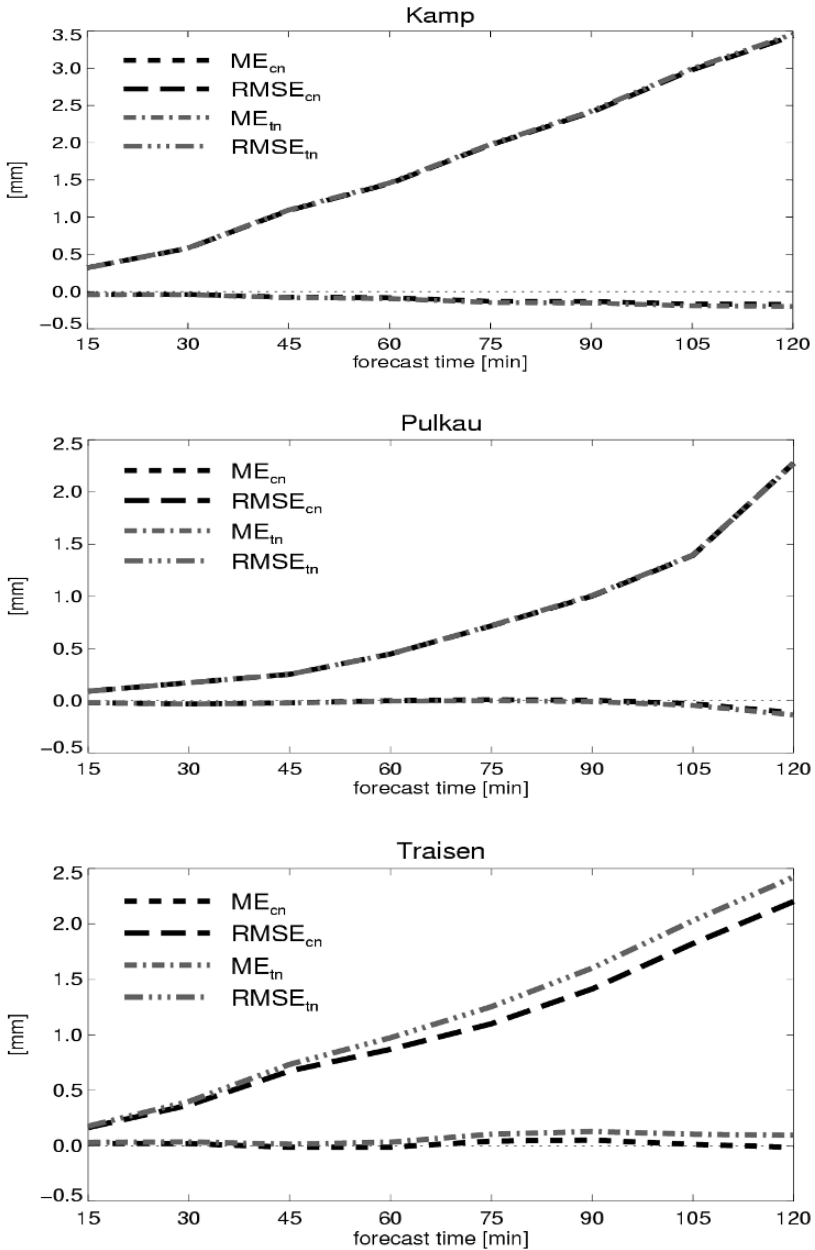 Kamp
3.5
3.0
2.5
2.0
1.5
1.0
0.5
0.0
−0.5
[mm]
ME_cn
RMSE_cn
ME_tn
RMSE_tn
15 30 45 60 75 90 105 120
forecast time [min]
Pulkau
2.5
2.0
1.5
1.0
0.5
0.0
−0.5
[mm]
ME_cn
RMSE_cn
ME_tn
RMSE_tn
15 30 45 60 75 90 105 120
forecast time [min]
Traisen
2.5
2.0
1.5
1.0
0.5
0.0
−0.5
[mm]
ME_cn
RMSE_cn
ME_tn
RMSE_tn
15 30 45 60 75 90 105 120
forecast time [min]